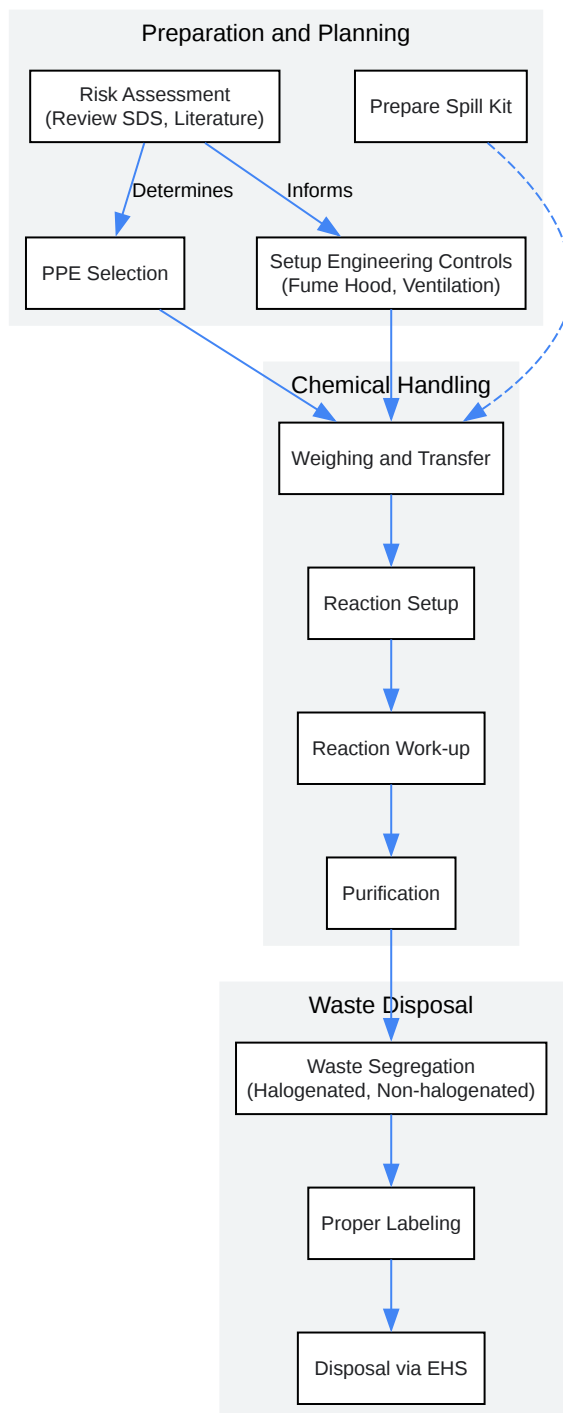 Preparation and Planning
Risk Assessment
(Review SDS, Literature)
Prepare Spill Kit
Determines
Informs
PPE Selection
Setup Engineering Controls
(Fume Hood, Ventilation)
Chemical Handling
Weighing and Transfer
Reaction Setup
Reaction Work-up
Purification
Waste Disposal
Waste Segregation
(Halogenated, Non-halogenated)
Proper Labeling
Disposal via EHS